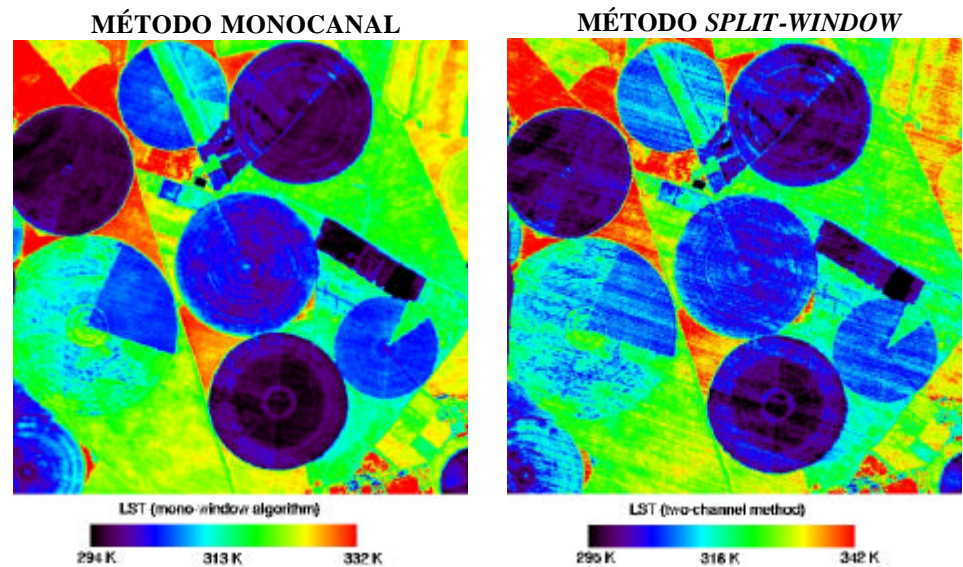 MÉTODO MONOCANAL
MÉTODO SPLIT-WINDOW
LST (mono-window algorithm)
294 K 313 K 332 K
LST (two-channel method)
295 K 316 K 342 K